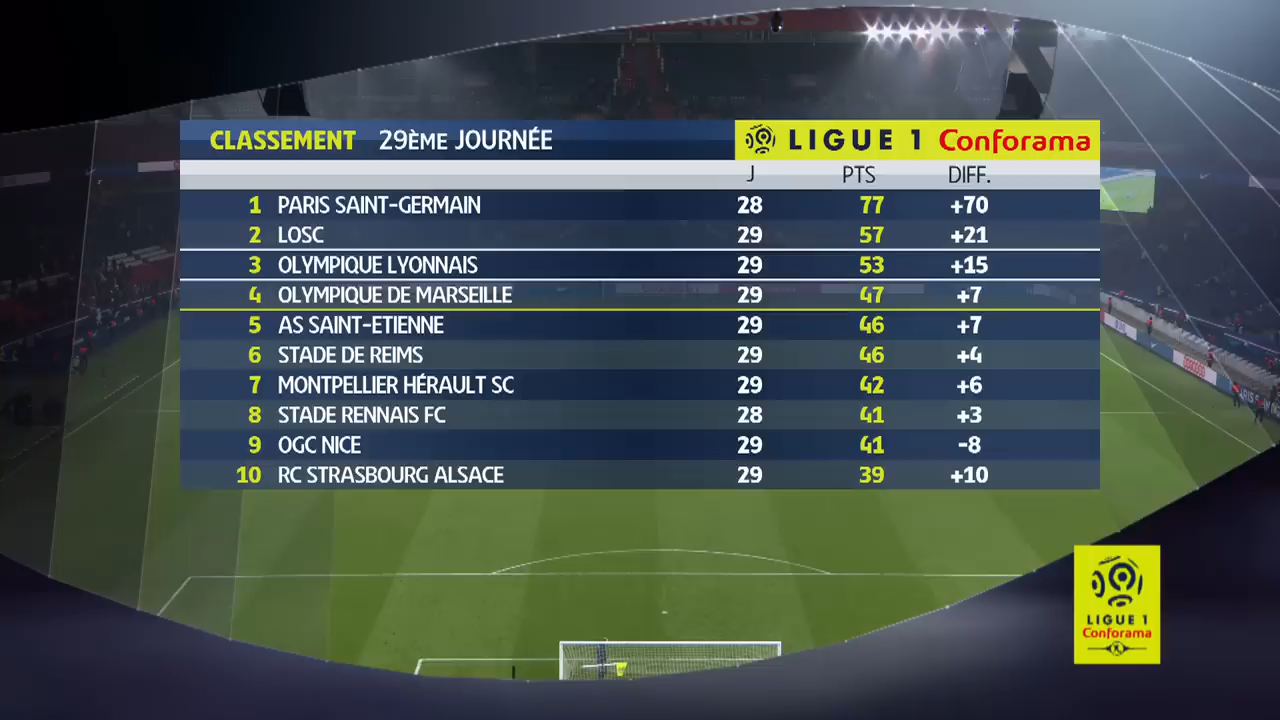 PARIS
CLASSEMENT 29ÈME JOURNÉE LIGUE 1 Conforama
J PTS DIFF.
1 PARIS SAINT-GERMAIN 28 77 +70
2 LOSC 29 57 +21
3 OLYMPIQUE LYONNAIS 29 53 +15
4 OLYMPIQUE DE MARSEILLE 29 47 +7
5 AS SAINT-ETIENNE 29 46 +7
6 STADE DE REIMS 29 46 +4
7 MONTPELLIER HÉRAULT SC 29 42 +6
8 STADE RENNAIS FC 28 41 +3
9 OGC NICE 29 41 -8
10 RC STRASBOURG ALSACE 29 39 +10
LIGUE 1
Conforama